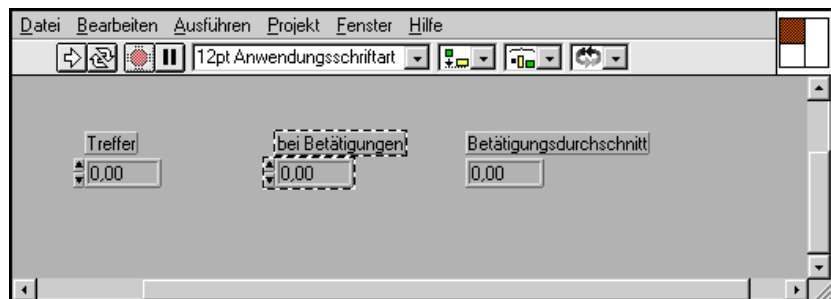 Datei Bearbeiten Ausführen Projekt Fenster Hilfe
12pt Anwendungsschriftart
Treffer bei Betätigungen Betätigungsdurchschnitt
0,00 0,00 0,00